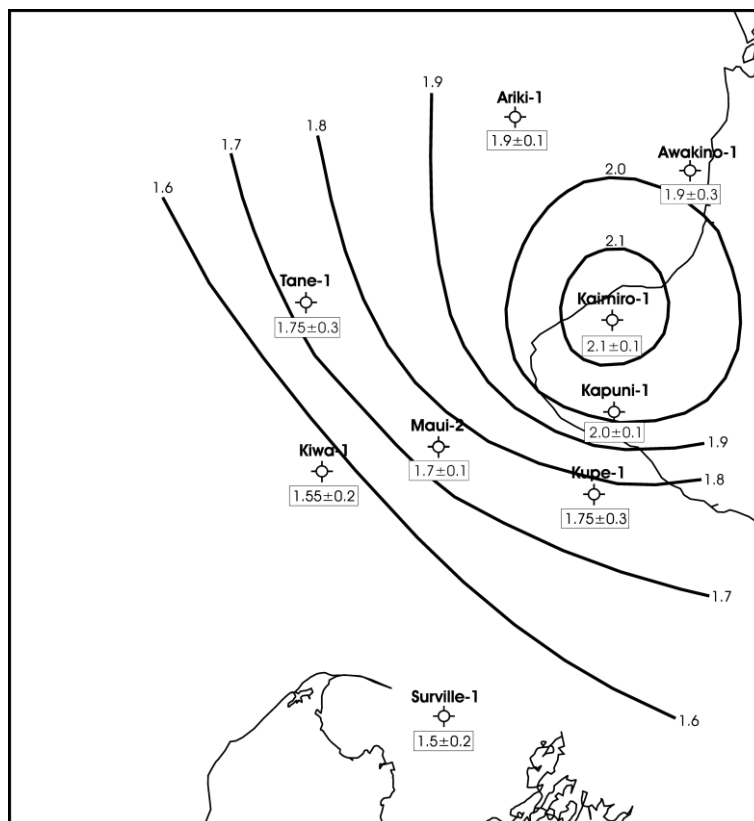 1.9
Ariki-1
1.9±0.1
1.8
1.7
Awakino-1
2.0
1.9±0.3
1.6
2.1
Tane-1
1.75±0.3
Kaimiro-1
2.1±0.1
Kapuni-1
2.0±0.1
Maui-2
1.7±0.1
1.9
Kiwa-1
1.55±0.2
Kupe-1
1.75±0.3
1.8
1.7
Surville-1
1.5±0.2
1.6